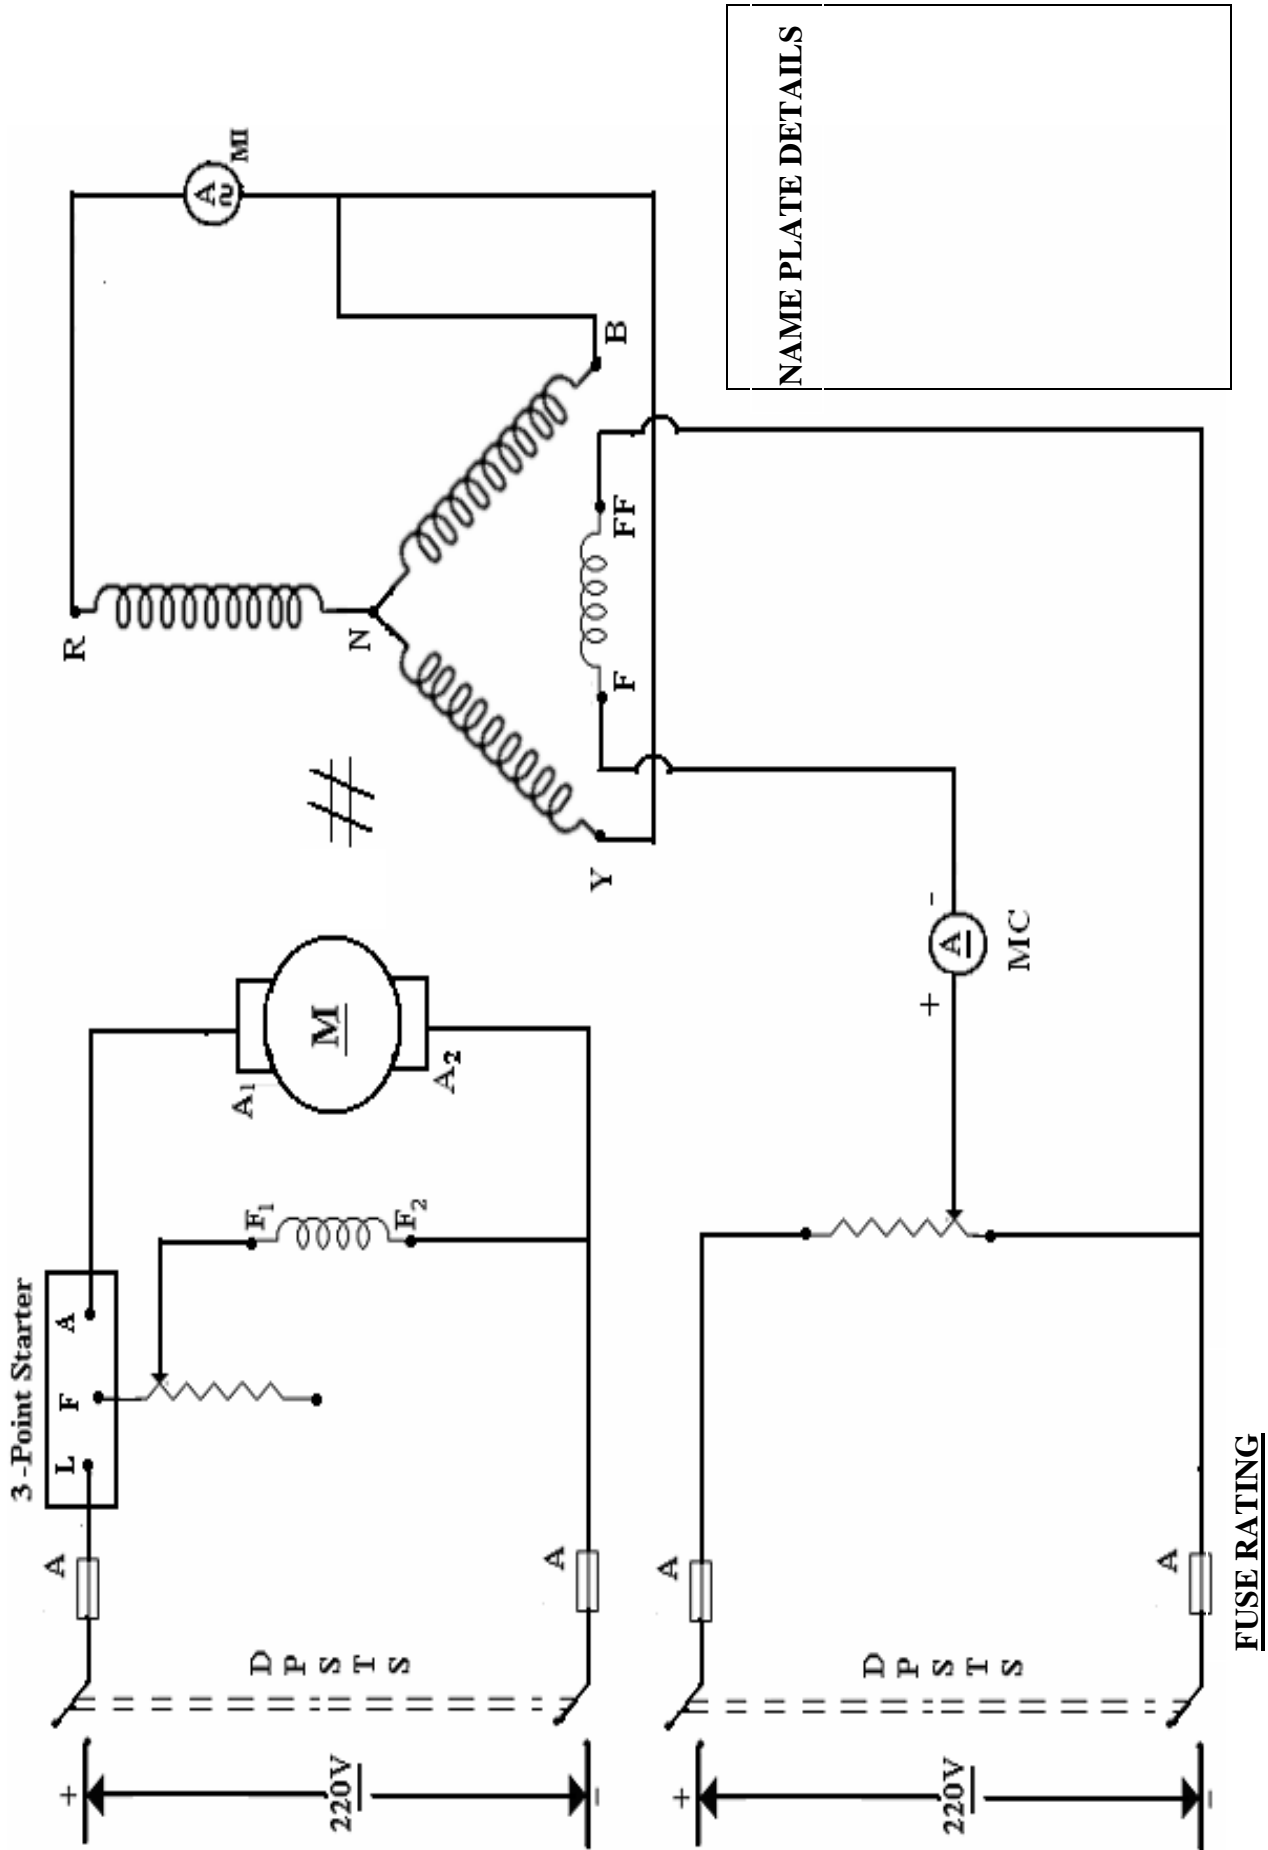 3 -Point Starter
L F A
A
A
D P S T S
+
220V
-
F1
F2
A1
A2
M
R
N
Y
B
A
MI
F
FF
A
A
D P S T S
+
220V
-
+
A
-
MC
FUSE RATING
NAME PLATE DETAILS